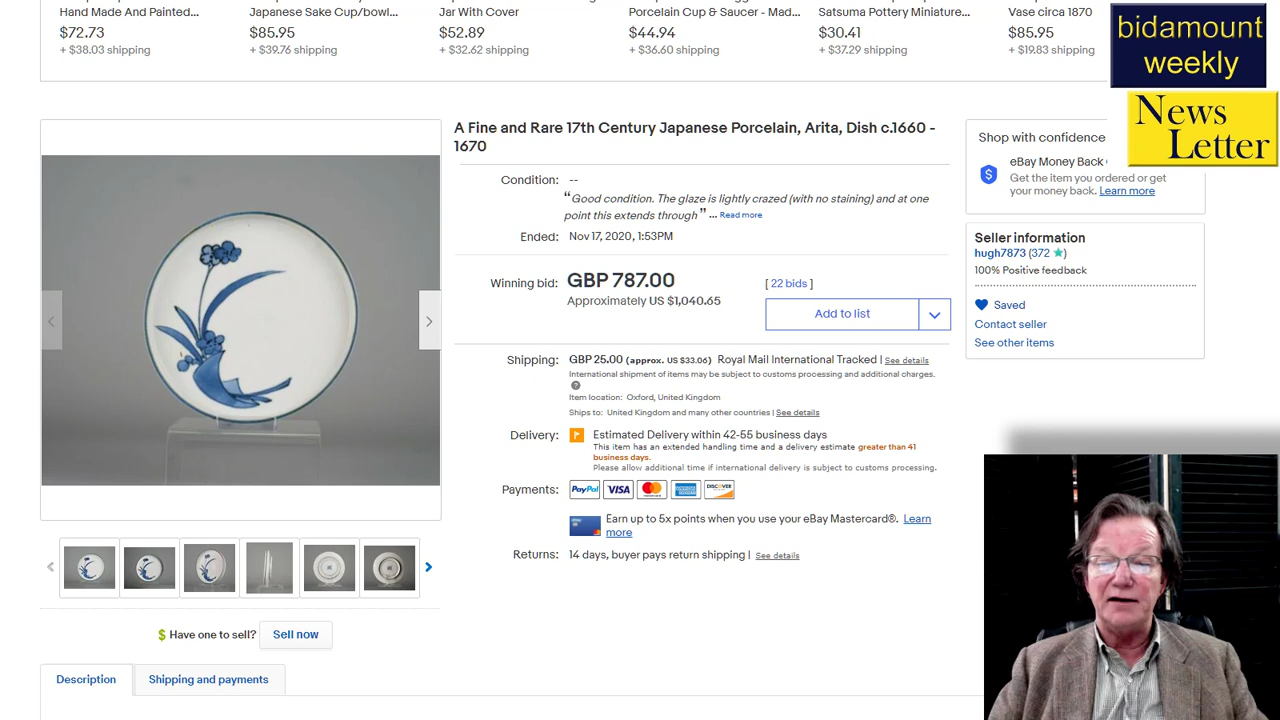 Hand Made And Painted...
Japanese Sake Cup/bowl...
Jar With Cover
Porcelain Cup & Saucer - Mad...
Satsuma Pottery Miniature...
Vase circa 1870
$72.73
$85.95
$52.89
$44.94
$30.41
$85.95
+ $38.03 shipping
+ $39.76 shipping
+ $32.62 shipping
+ $36.60 shipping
+ $37.29 shipping
+ $19.83 shipping
bidamount
weekly
News
Letter
A Fine and Rare 17th Century Japanese Porcelain, Arita, Dish c.1660 -
1670
Condition: --
“Good condition. The glaze is lightly crazed (with no staining) and at one
point this extends through ” ... Read more
Ended: Nov 17, 2020, 1:53PM
Winning bid: GBP 787.00 [ 22 bids ]
Approximately US $1,040.65
Add to list
Shipping: GBP 25.00 (approx. US $33.06) Royal Mail International Tracked | See details
International shipment of items may be subject to customs processing and additional charges.
?
Item location: Oxford, United Kingdom
Ships to: United Kingdom and many other countries | See details
Delivery: Estimated Delivery within 42-55 business days
This item has an extended handling time and a delivery estimate greater than 41
business days.
Please allow additional time if international delivery is subject to customs processing.
Payments: PayPal VISA mastercard AMERICAN EXPRESS DISCOVER
Earn up to 5x points when you use your eBay Mastercard®. Learn
more
Returns: 14 days, buyer pays return shipping | See details
Shop with confidence
eBay Money Back
Get the item you ordered or get
your money back. Learn more
Seller information
hugh7873 (372 ★)
100% Positive feedback
Saved
Contact seller
See other items
$ Have one to sell? Sell now
Description
Shipping and payments